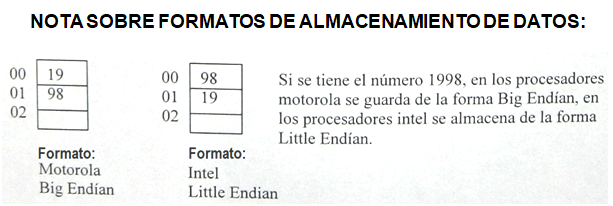 NOTA SOBRE FORMATOS DE ALMACENAMIENTO DE DATOS:
00 19
01 98
02
Formato:
Motorola
Big Endían
00 98
01 19
02
Formato:
Intel
Little Endian
Si se tiene el número 1998, en los procesadores
motorola se guarda de la forma Big Endían, en
los procesadores intel se almacena de la forma
Little Endían.